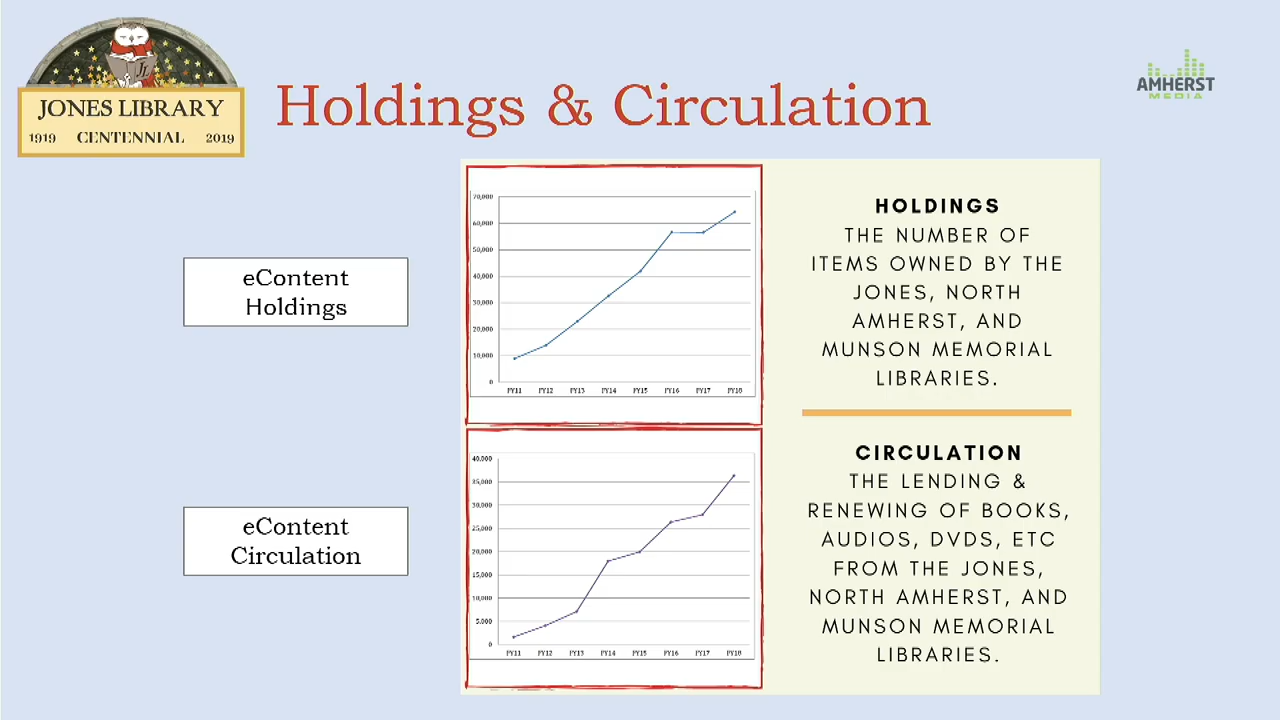 JONES LIBRARY
1919 CENTENNIAL 2019
Holdings & Circulation
AMHERST
MEDIA
eContent
Holdings
70,000
60,000
50,000
40,000
30,000
20,000
10,000
0
FY11 FY12 FY13 FY14 FY15 FY16 FY17 FY18
HOLDINGS
THE NUMBER OF
ITEMS OWNED BY THE
JONES, NORTH
AMHERST, AND
MUNSON MEMORIAL
LIBRARIES.
eContent
Circulation
40,000
35,000
30,000
25,000
20,000
15,000
10,000
5,000
0
FY11 FY12 FY13 FY14 FY15 FY16 FY17 FY18
CIRCULATION
THE LENDING &
RENEWING OF BOOKS,
AUDIOS, DVDS, ETC
FROM THE JONES,
NORTH AMHERST, AND
MUNSON MEMORIAL
LIBRARIES.